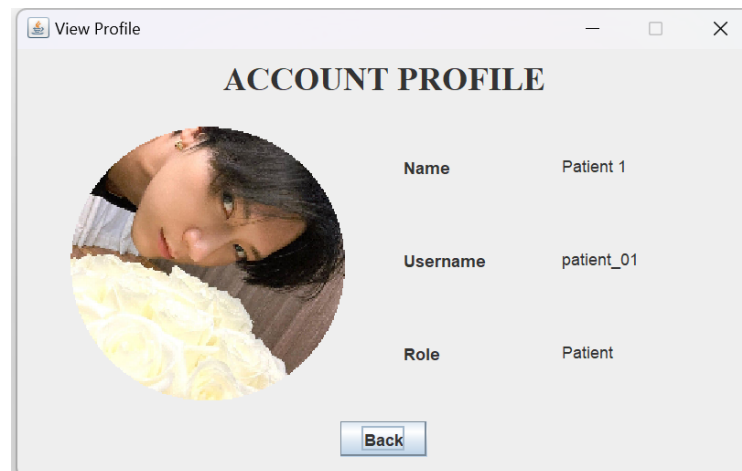 View Profile
ACCOUNT PROFILE
Name Patient 1
Username patient_01
Role Patient
Back